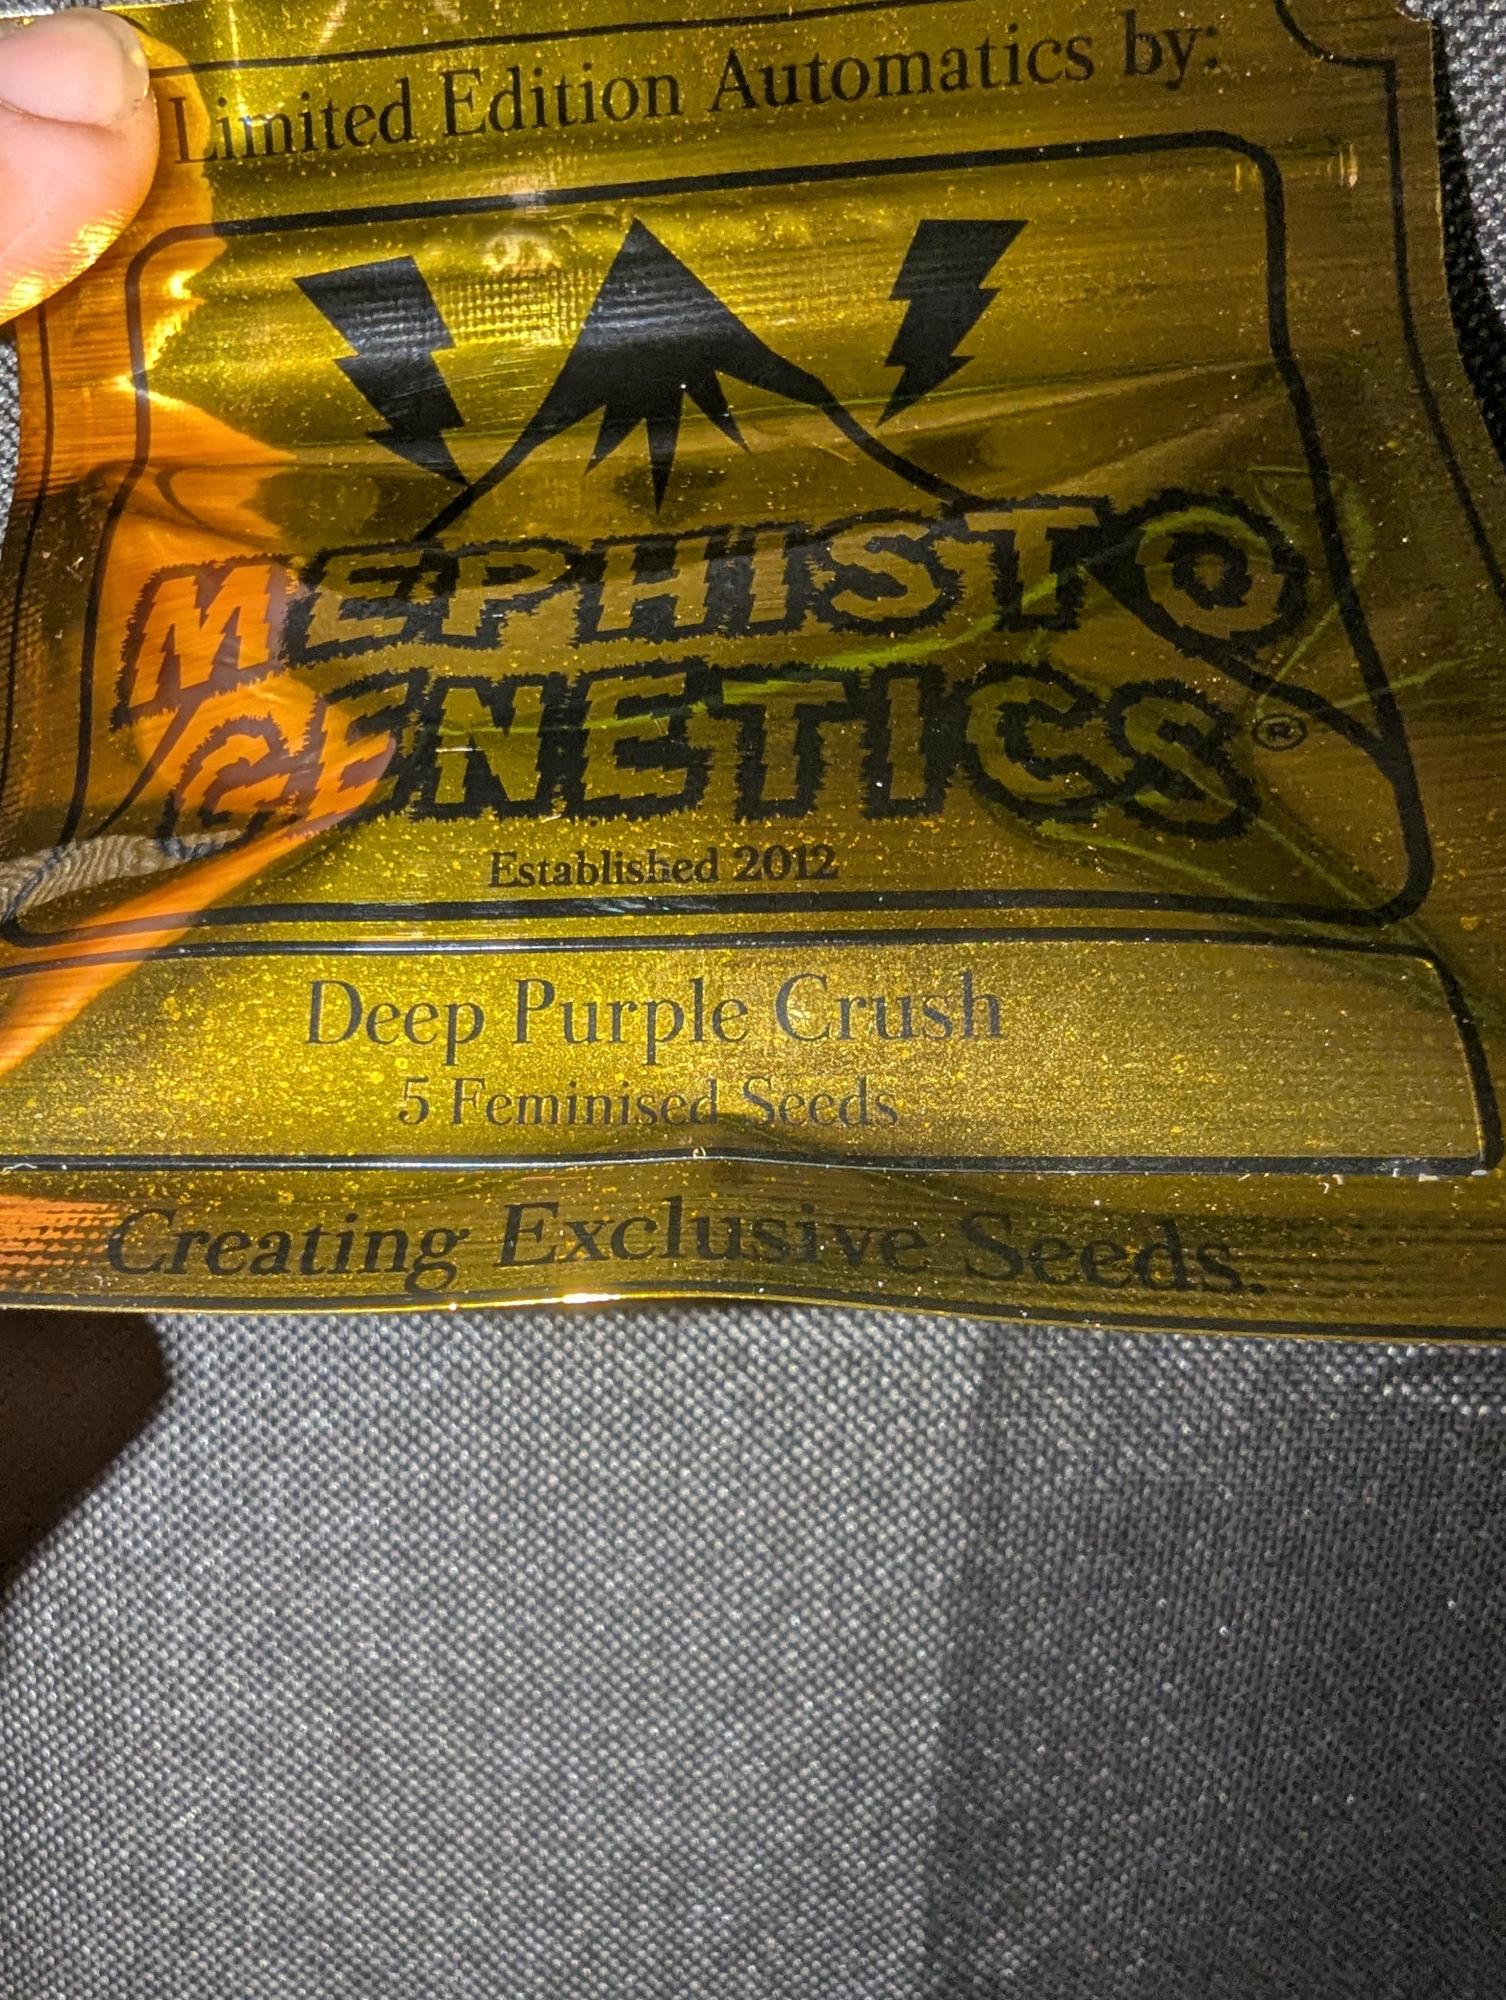 Limited Edition Automatics by:
MEPHISTO
GENETICS®
Established 2012
Deep Purple Crush
5 Feminised Seeds
Creating Exclusive Seeds.